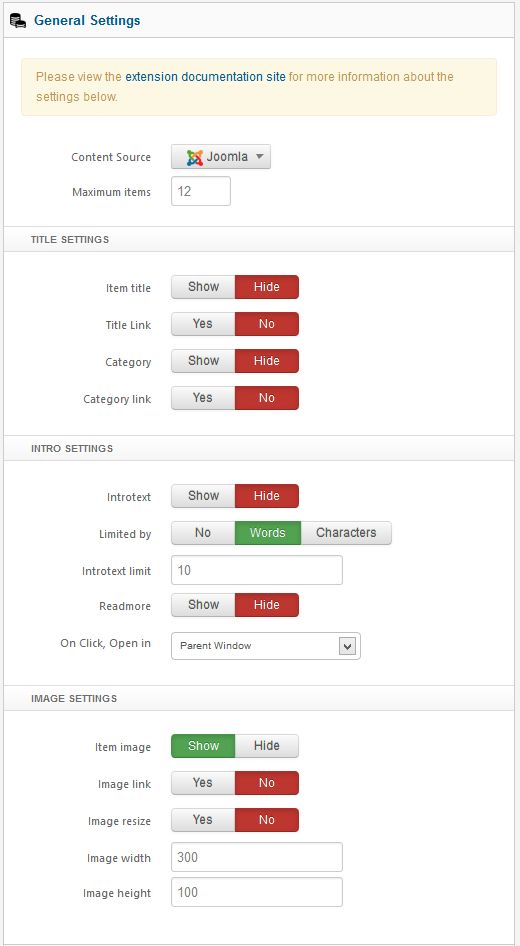 General Settings
Please view the extension documentation site for more information about the
settings below.
Content Source Joomla
Maximum items 12
TITLE SETTINGS
Item title Show Hide
Title Link Yes No
Category Show Hide
Category link Yes No
INTRO SETTINGS
Introtext Show Hide
Limited by No Words Characters
Introtext limit 10
Readmore Show Hide
On Click, Open in Parent Window
IMAGE SETTINGS
Item image Show Hide
Image link Yes No
Image resize Yes No
Image width 300
Image height 100